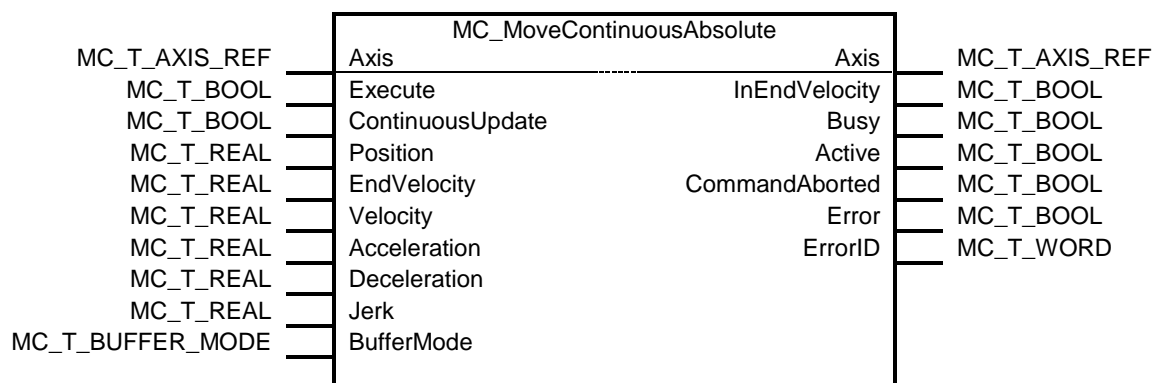 MC_MoveContinuousAbsolute
MC_T_AXIS_REF Axis Axis MC_T_AXIS_REF
MC_T_BOOL Execute InEndVelocity MC_T_BOOL
MC_T_BOOL ContinuousUpdate Busy MC_T_BOOL
MC_T_REAL Position Active MC_T_BOOL
MC_T_REAL EndVelocity CommandAborted MC_T_BOOL
MC_T_REAL Velocity Error MC_T_BOOL
MC_T_REAL Acceleration ErrorID MC_T_WORD
MC_T_REAL Deceleration
MC_T_REAL Jerk
MC_T_BUFFER_MODE BufferMode